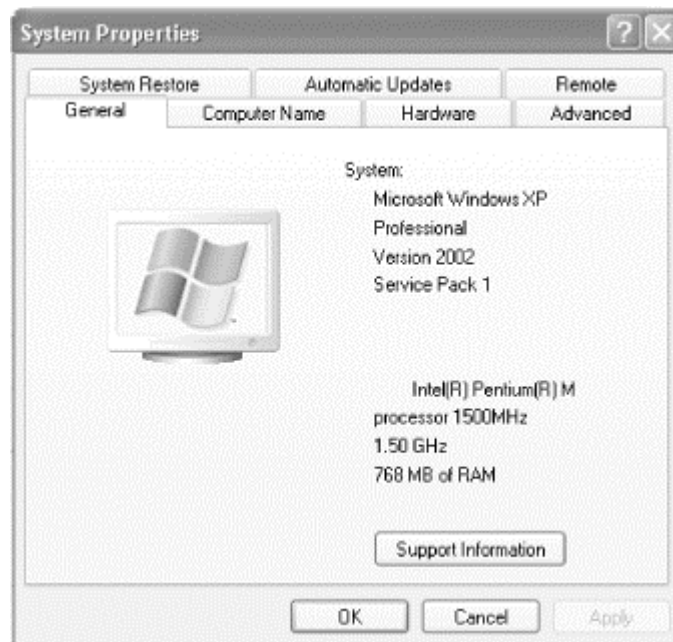 System Properties
System Restore Automatic Updates Remote
General Computer Name Hardware Advanced
System:
Microsoft Windows XP
Professional
Version 2002
Service Pack 1
Intel(R) Pentium(R) M
processor 1500MHz
1.50 GHz
768 MB of RAM
Support Information
OK Cancel Apply